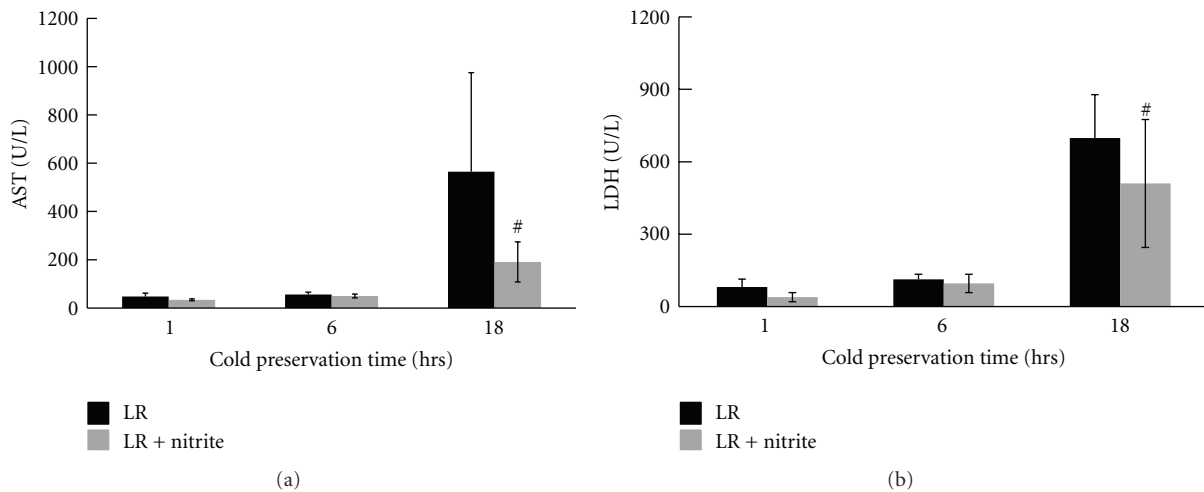 1200
1000
800
600
400
200
0
AST (U/L)
#
1 6 18
Cold preservation time (hrs)
LR
LR + nitrite
(a)
1200
900
600
300
0
LDH (U/L)
#
1 6 18
Cold preservation time (hrs)
LR
LR + nitrite
(b)